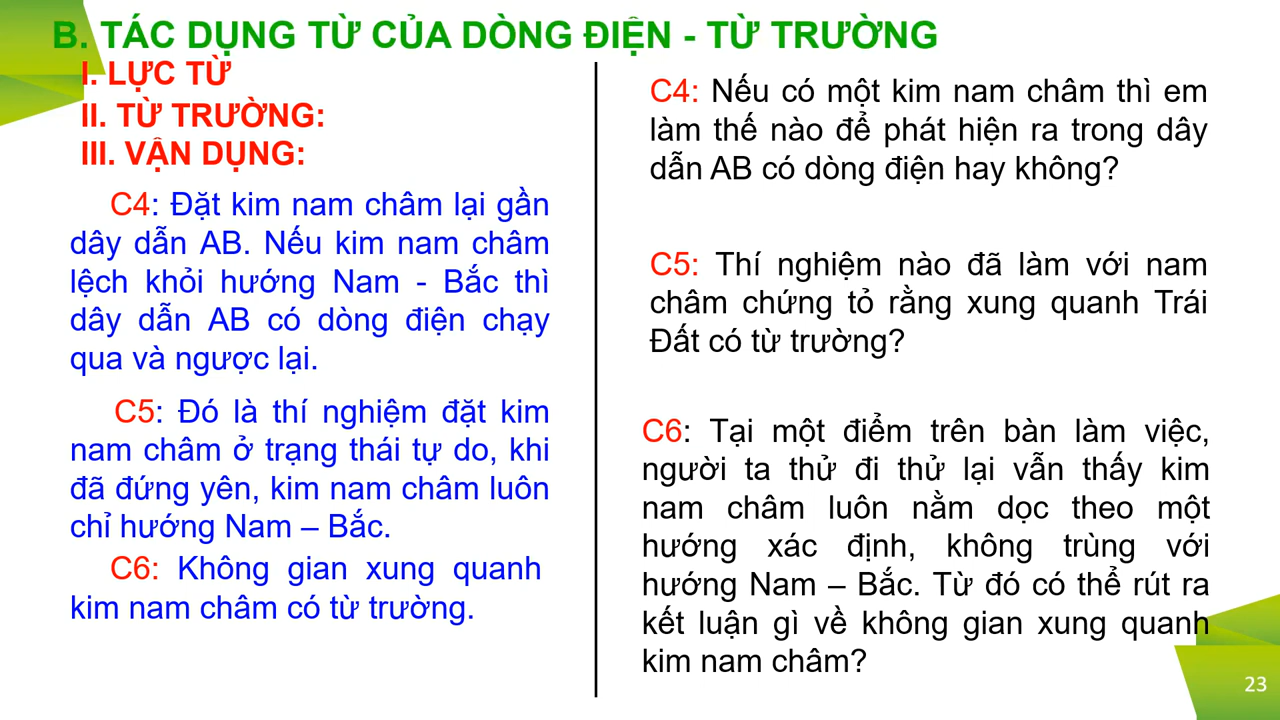 B. TÁC DỤNG TỪ CỦA DÒNG ĐIỆN - TỪ TRƯỜNG
I. LỰC TỪ
II. TỪ TRƯỜNG:
III. VẬN DỤNG:
C4: Đặt kim nam châm lại gần
dây dẫn AB. Nếu kim nam châm
lệch khỏi hướng Nam - Bắc thì
dây dẫn AB có dòng điện chạy
qua và ngược lại.
C5: Đó là thí nghiệm đặt kim
nam châm ở trạng thái tự do, khi
đã đứng yên, kim nam châm luôn
chỉ hướng Nam – Bắc.
C6: Không gian xung quanh
kim nam châm có từ trường.
C4: Nếu có một kim nam châm thì em
làm thế nào để phát hiện ra trong dây
dẫn AB có dòng điện hay không?
C5: Thí nghiệm nào đã làm với nam
châm chứng tỏ rằng xung quanh Trái
Đất có từ trường?
C6: Tại một điểm trên bàn làm việc,
người ta thử đi thử lại vẫn thấy kim
nam châm luôn nằm dọc theo một
hướng xác định, không trùng với
hướng Nam – Bắc. Từ đó có thể rút ra
kết luận gì về không gian xung quanh
kim nam châm?
23